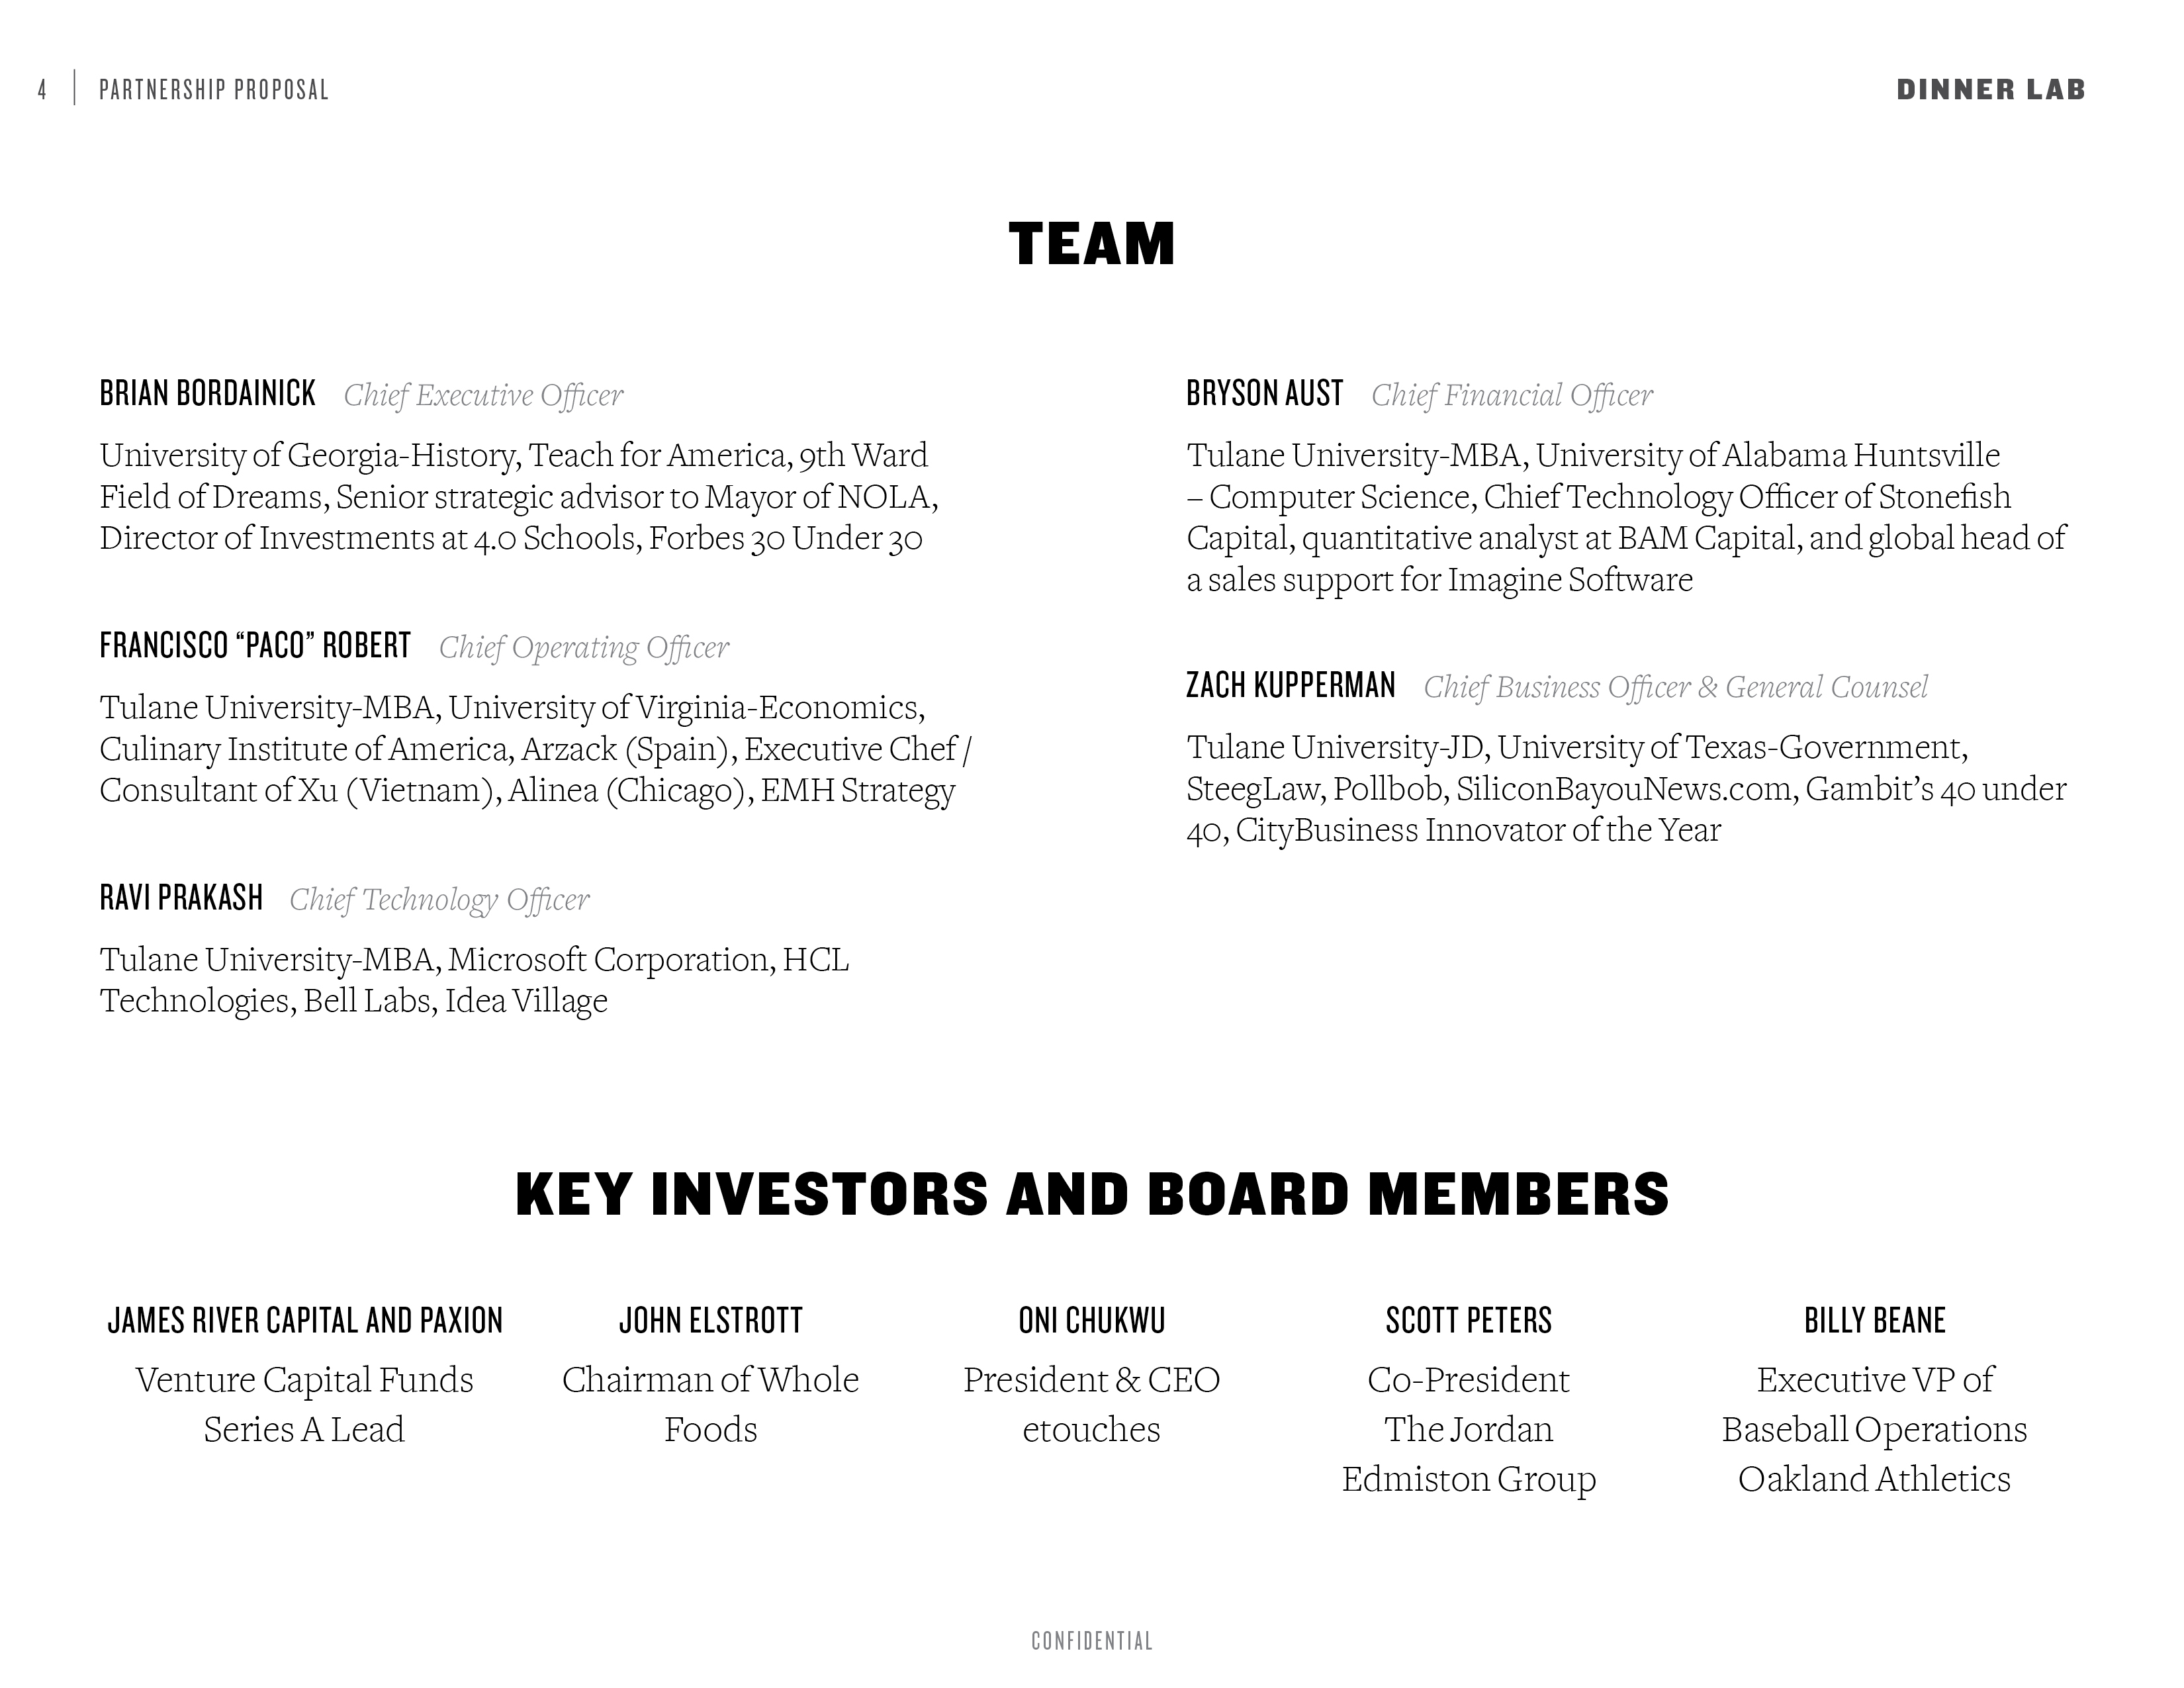 4 | PARTNERSHIP PROPOSAL
DINNER LAB
TEAM
BRIAN BORDAINICK Chief Executive Officer
University of Georgia-History, Teach for America, 9th Ward
Field of Dreams, Senior strategic advisor to Mayor of NOLA,
Director of Investments at 4.0 Schools, Forbes 30 Under 30
FRANCISCO “PACO” ROBERT Chief Operating Officer
Tulane University-MBA, University of Virginia-Economics,
Culinary Institute of America, Arzack (Spain), Executive Chef /
Consultant of Xu (Vietnam), Alinea (Chicago), EMH Strategy
RAVI PRAKASH Chief Technology Officer
Tulane University-MBA, Microsoft Corporation, HCL
Technologies, Bell Labs, Idea Village
BRYSON AUST Chief Financial Officer
Tulane University-MBA, University of Alabama Huntsville
– Computer Science, Chief Technology Officer of Stonefish
Capital, quantitative analyst at BAM Capital, and global head of
a sales support for Imagine Software
ZACH KUPPERMAN Chief Business Officer & General Counsel
Tulane University-JD, University of Texas-Government,
SteegLaw, Pollbob, SiliconBayouNews.com, Gambit’s 40 under
40, CityBusiness Innovator of the Year
KEY INVESTORS AND BOARD MEMBERS
JAMES RIVER CAPITAL AND PAXION
Venture Capital Funds
Series A Lead
JOHN ELSTROTT
Chairman of Whole
Foods
ONI CHUKWU
President & CEO
etouches
SCOTT PETERS
Co-President
The Jordan
Edmiston Group
BILLY BEANE
Executive VP of
Baseball Operations
Oakland Athletics
CONFIDENTIAL